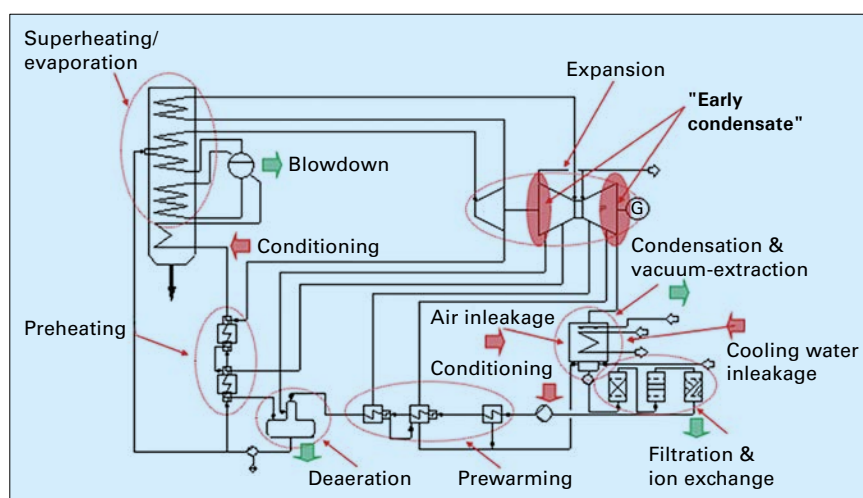 Superheating/
evaporation
Expansion
"Early
condensate"
Blowdown
G
Conditioning
Condensation &
vacuum-extraction
Preheating
Air inleakage
Conditioning
Cooling water
inleakage
Deaeration
Prewarming
Filtration &
ion exchange